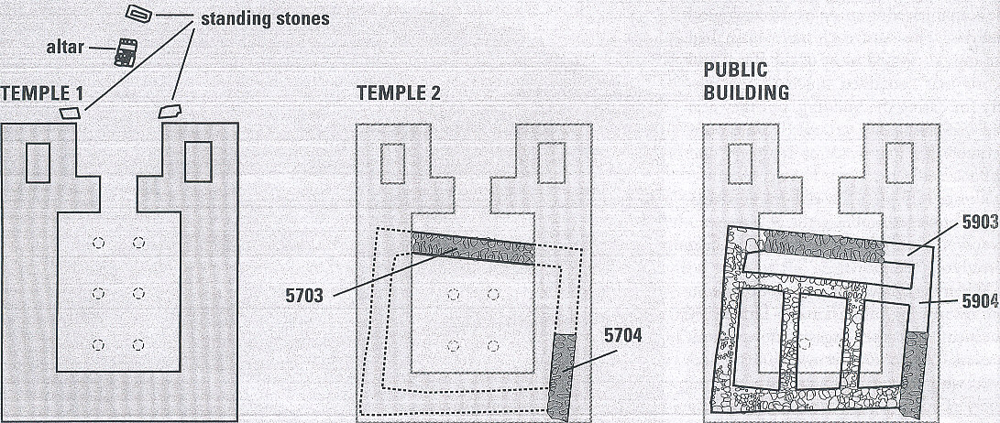 standing stones
altar
TEMPLE 1
TEMPLE 2
PUBLIC
BUILDING
5903
5703
5904
5704